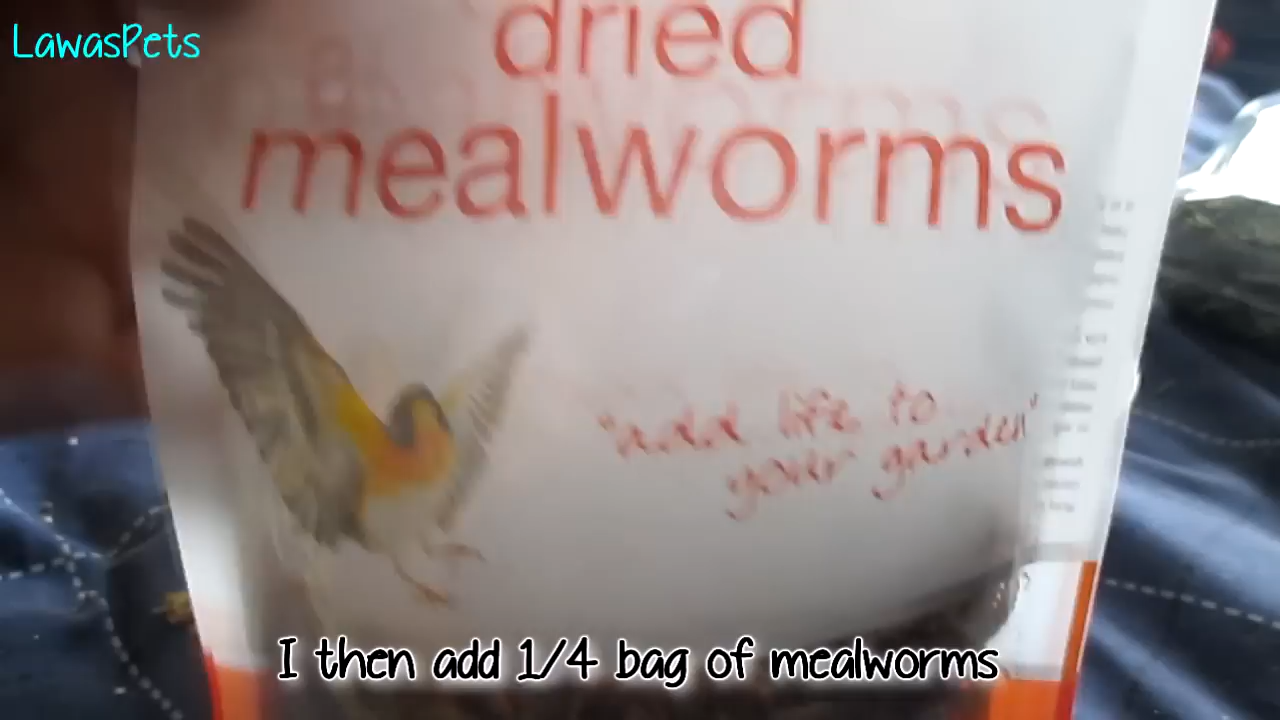 LawasPets
dried
mealworms
"add life to
your garden"
I then add 1/4 bag of mealworms